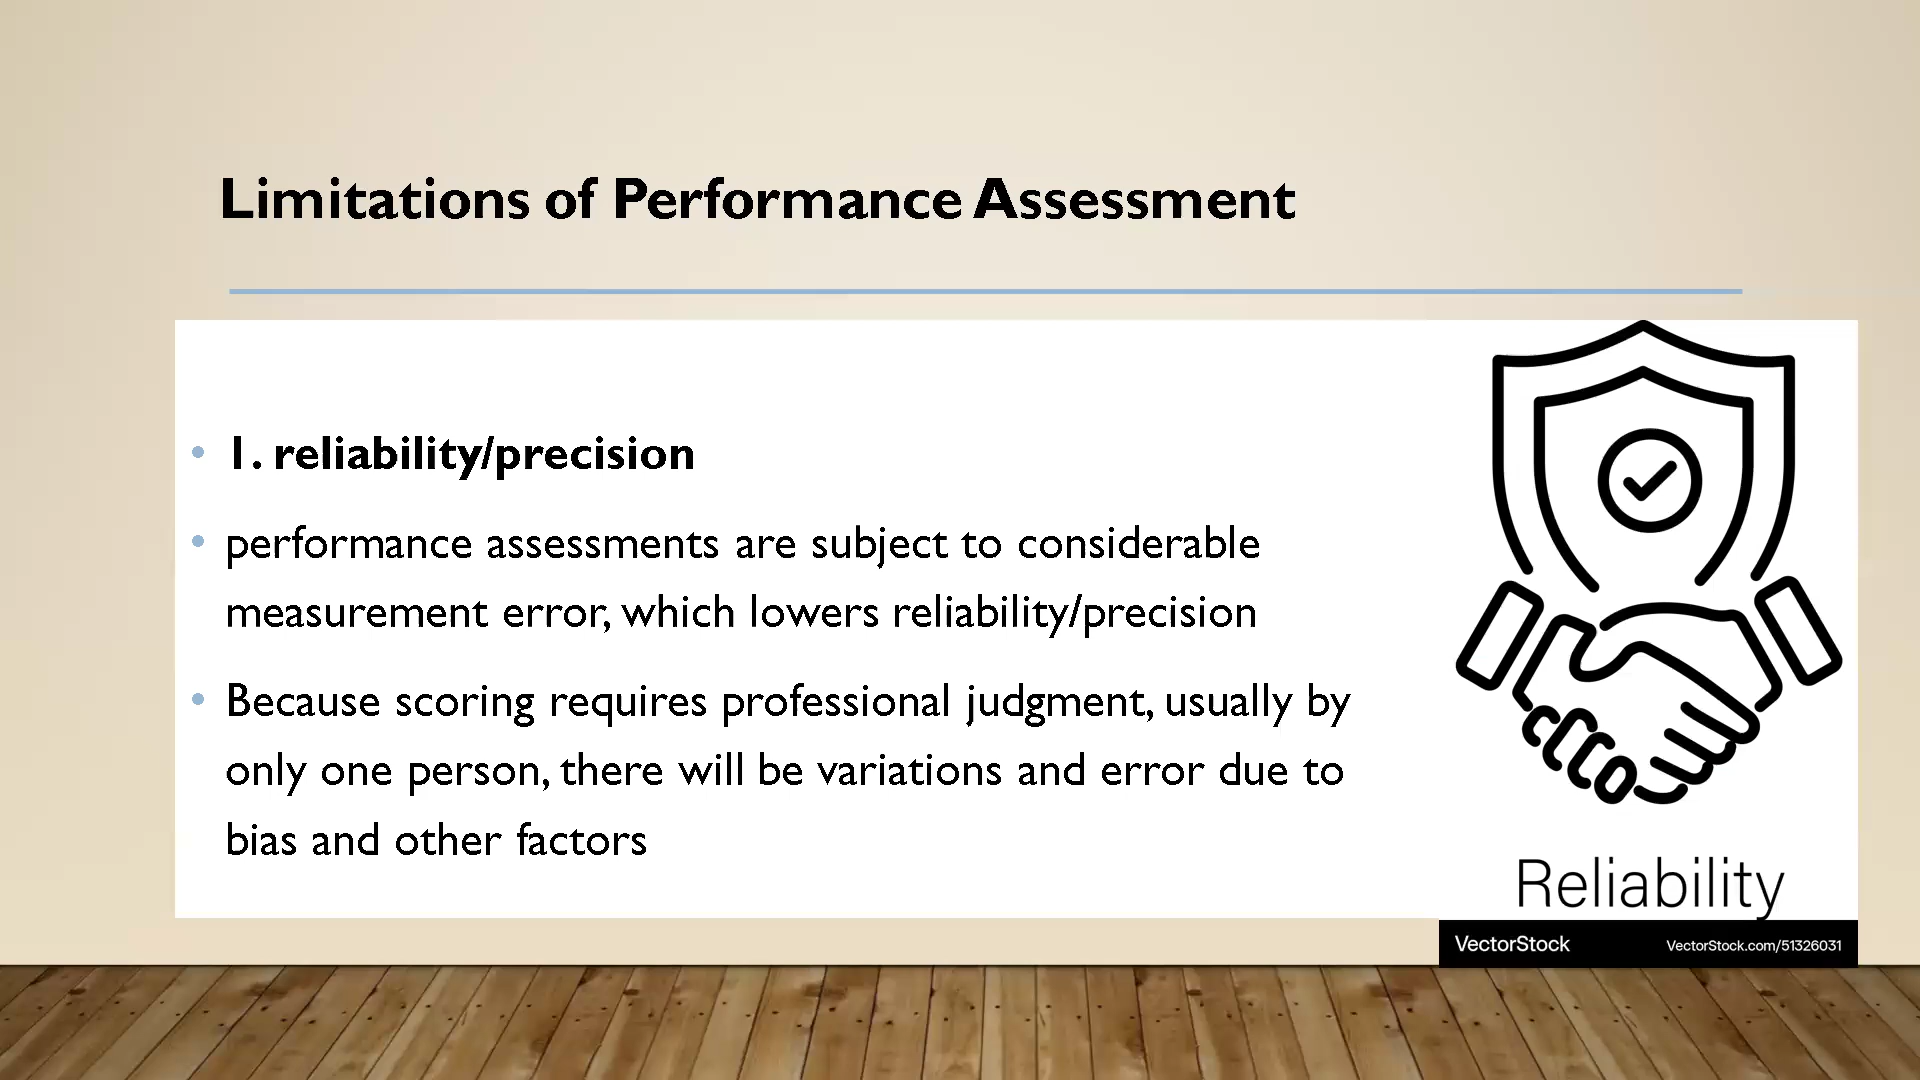 Limitations of Performance Assessment
• 1. reliability/precision
• performance assessments are subject to considerable
measurement error, which lowers reliability/precision
• Because scoring requires professional judgment, usually by
only one person, there will be variations and error due to
bias and other factors
Reliability
VectorStock
VectorStock.com/51326031